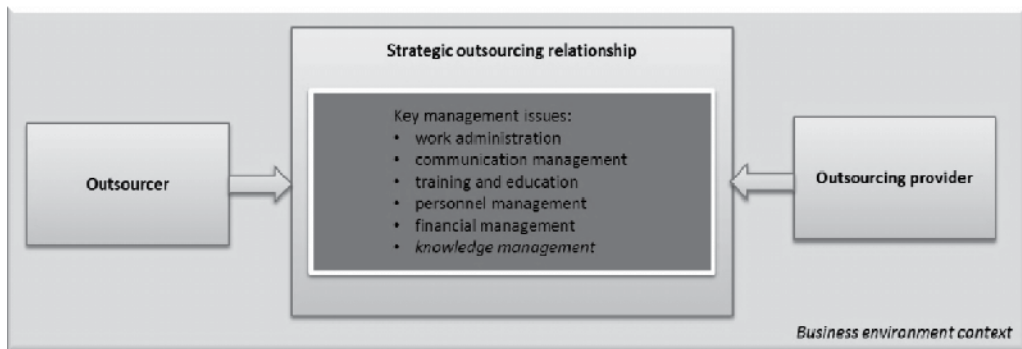 Strategic outsourcing relationship
Key management issues:
• work administration
• communication management
• training and education
• personnel management
• financial management
• knowledge management
Outsourcer
Outsourcing provider
Business environment context